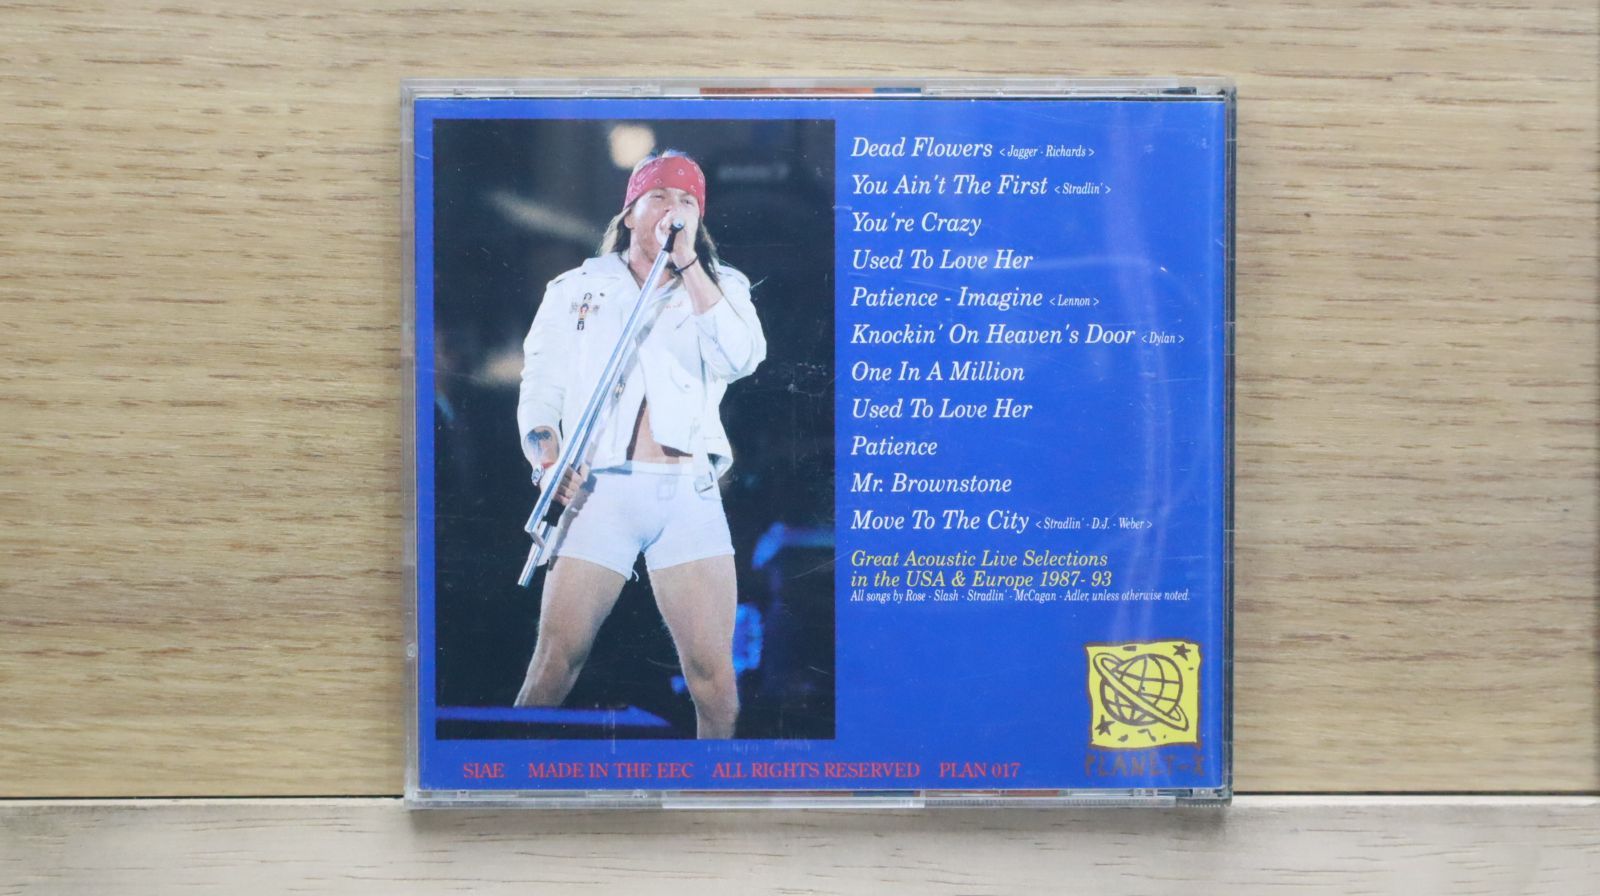 Dead Flowers < Jagger - Richards >
You Ain't The First < Stradlin' >
You're Crazy
Used To Love Her
Patience - Imagine < Lennon >
Knockin' On Heaven's Door < Dylan >
One In A Million
Used To Love Her
Patience
Mr. Brownstone
Move To The City < Stradlin' - D.J. - Weber >
Great Acoustic Live Selections
in the USA & Europe 1987- 93
All songs by Rose - Slash - Stradlin' - McCagan - Adler, unless otherwise noted.
PLANET-X
SIAE MADE IN THE EEC ALL RIGHTS RESERVED PLAN 017